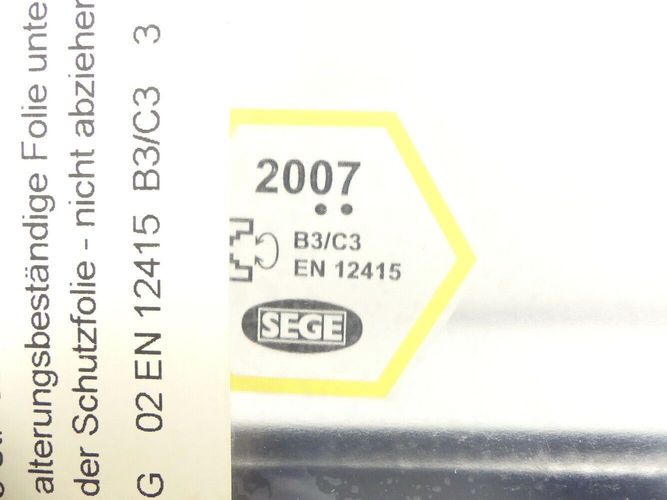 alterungsbeständige Folie unte
der Schutzfolie - nicht abziehen
G 02 EN 12415 B3/C3 3
2007
B3/C3
EN 12415
SEGE